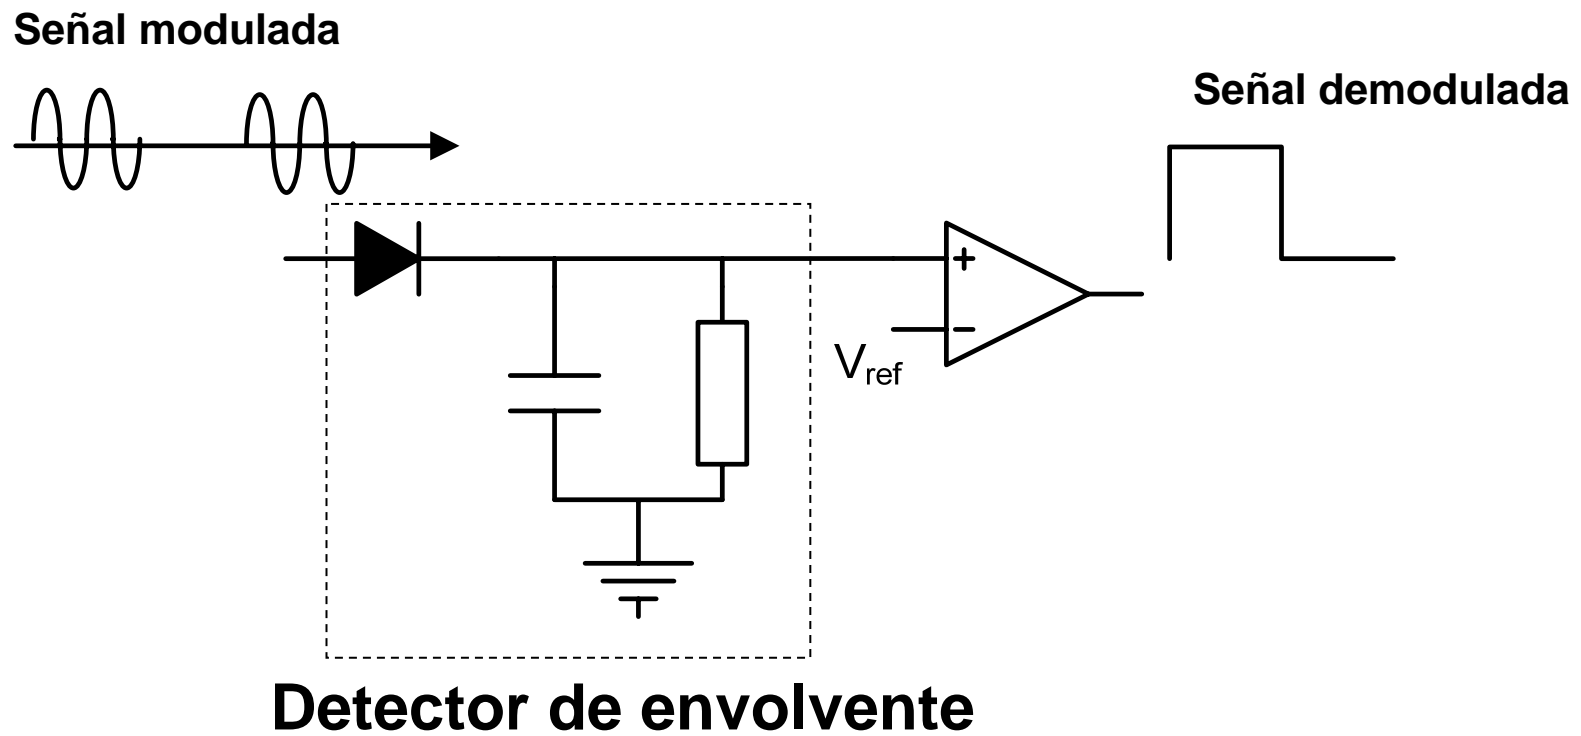 Señal modulada
Señal demodulada
+
−
Vref
Detector de envolvente